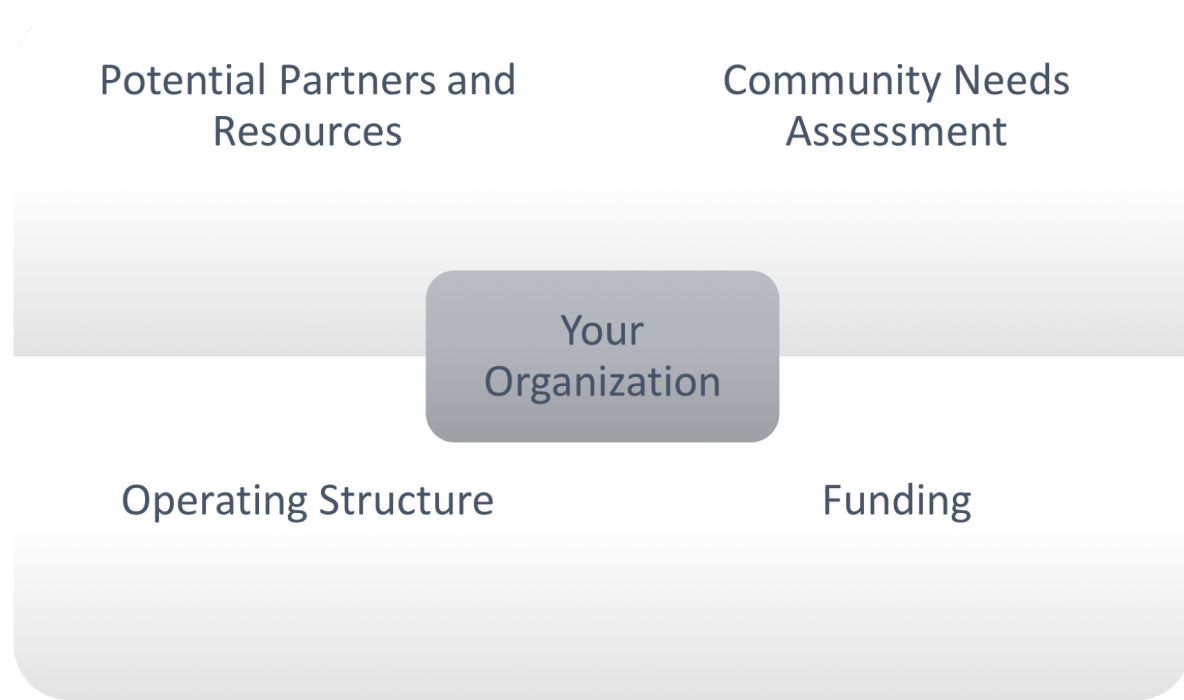 Potential Partners and
Resources
Community Needs
Assessment
Your
Organization
Operating Structure
Funding